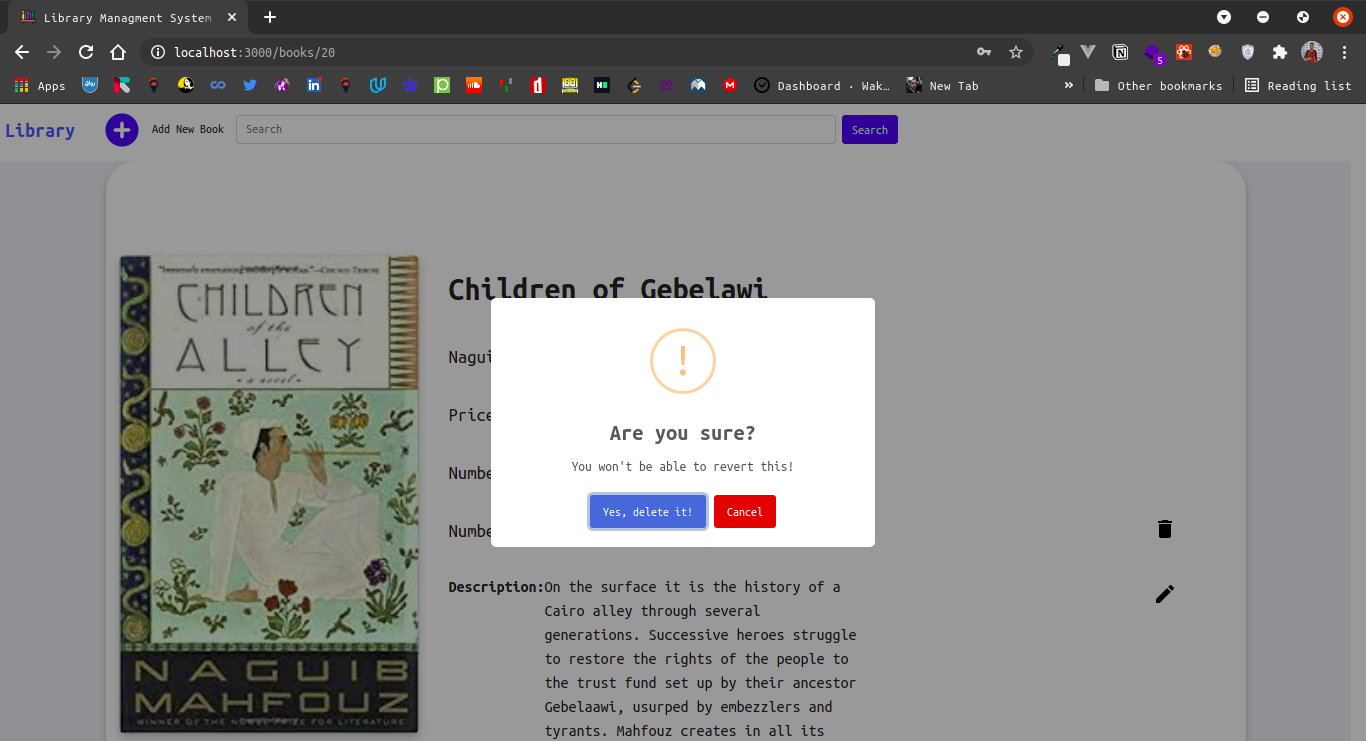 Library Managment System
localhost:3000/books/20
5
Apps
Dashboard · Wak…
New Tab
»
Other bookmarks
Reading list
Library
Add New Book
Search
Search
CHILDREN
of the
ALLEY
• a novel •
NAGUIB
MAHFOUZ
WINNER OF THE NOBEL PRIZE FOR LITERATURE
Children of Gebelawi
Nagui
Price
Numbe
Numbe
Description:On the surface it is the history of a
Cairo alley through several
generations. Successive heroes struggle
to restore the rights of the people to
the trust fund set up by their ancestor
Gebelaawi, usurped by embezzlers and
tyrants. Mahfouz creates in all its
!
Are you sure?
You won't be able to revert this!
Yes, delete it!
Cancel